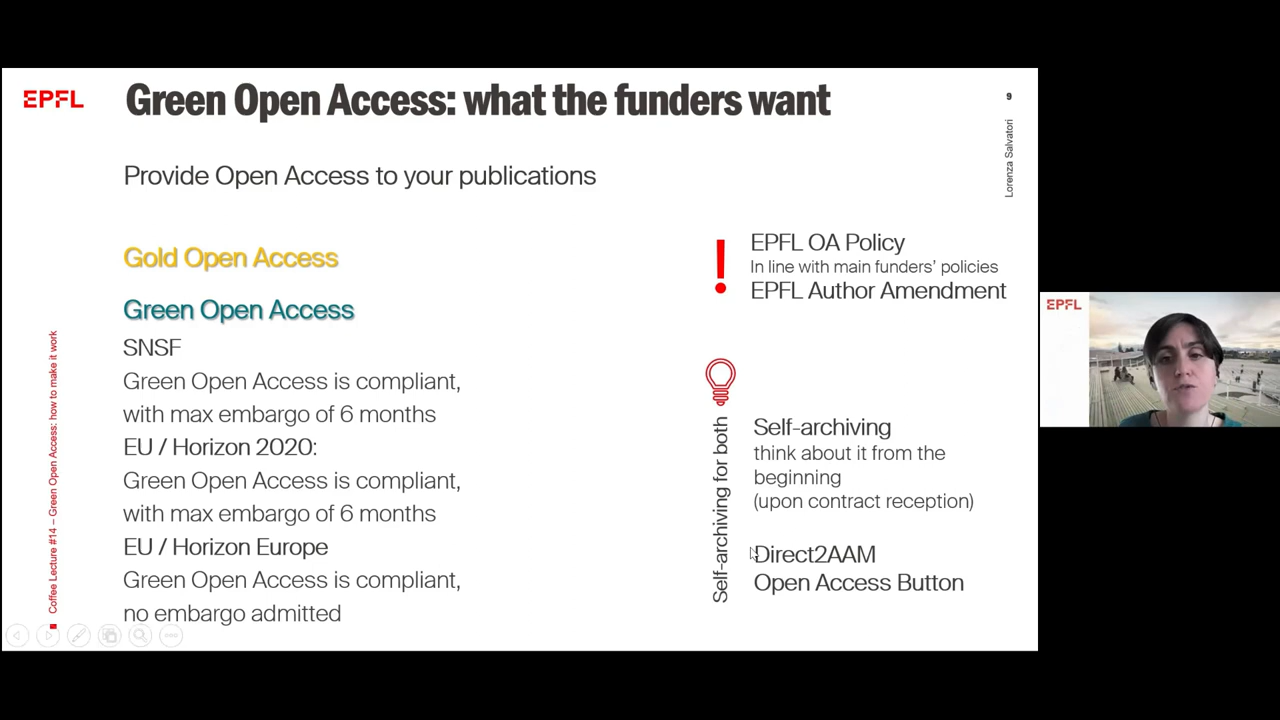 EPFL
Green Open Access: what the funders want
9
Lorenza Salvatori
Provide Open Access to your publications
Gold Open Access
Green Open Access
SNSF
Green Open Access is compliant,
with max embargo of 6 months
EU / Horizon 2020:
Green Open Access is compliant,
with max embargo of 6 months
EU / Horizon Europe
Green Open Access is compliant,
no embargo admitted
!
EPFL OA Policy
In line with main funders’ policies
EPFL Author Amendment
Self-archiving for both
Self-archiving
think about it from the
beginning
(upon contract reception)
Direct2AAM
Open Access Button
Coffee Lecture #14 – Green Open Access: how to make it work
EPFL